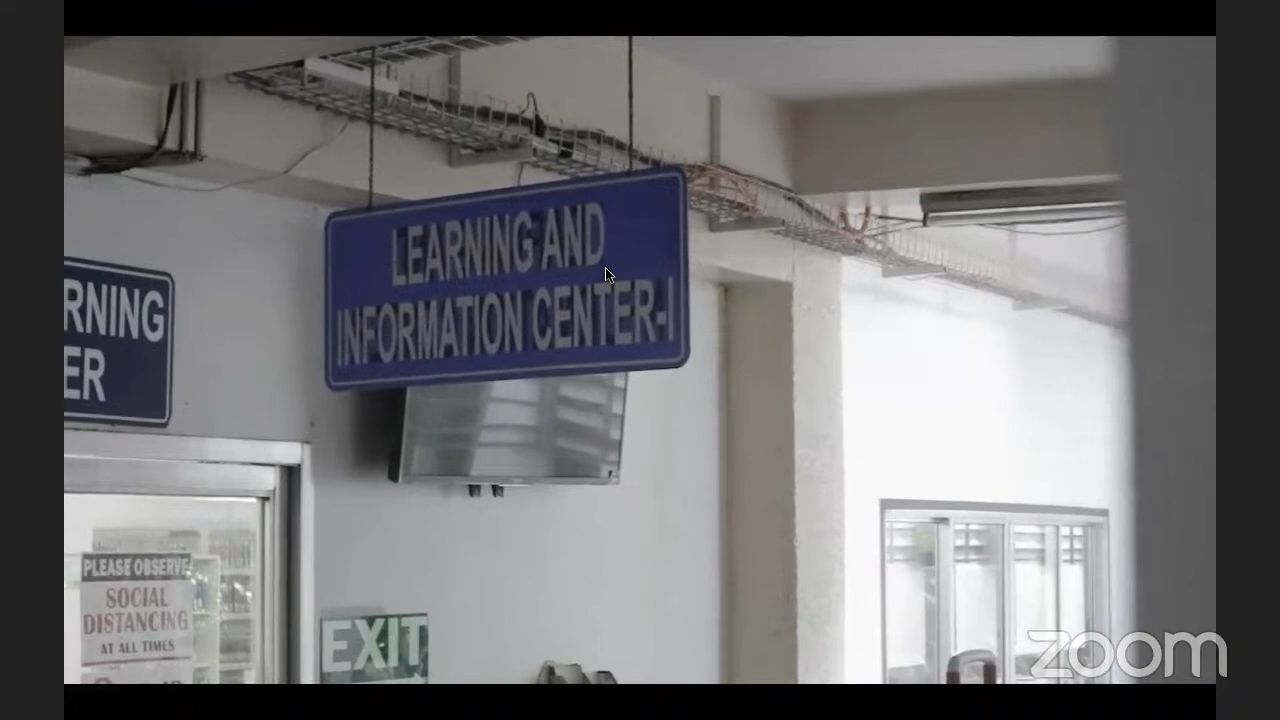 LEARNING AND
INFORMATION CENTER-I
RNING
ER
PLEASE OBSERVE
SOCIAL
DISTANCING
AT ALL TIMES
EXIT
zoom